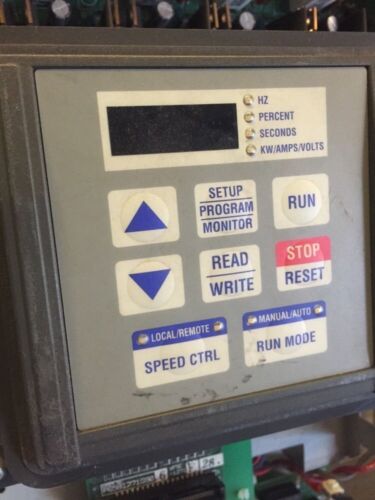 HZ
PERCENT
SECONDS
KW/AMPS/VOLTS
SETUP
PROGRAM
MONITOR
RUN
READ
WRITE
STOP
RESET
LOCAL/REMOTE
SPEED CTRL
MANUAL/AUTO
RUN MODE